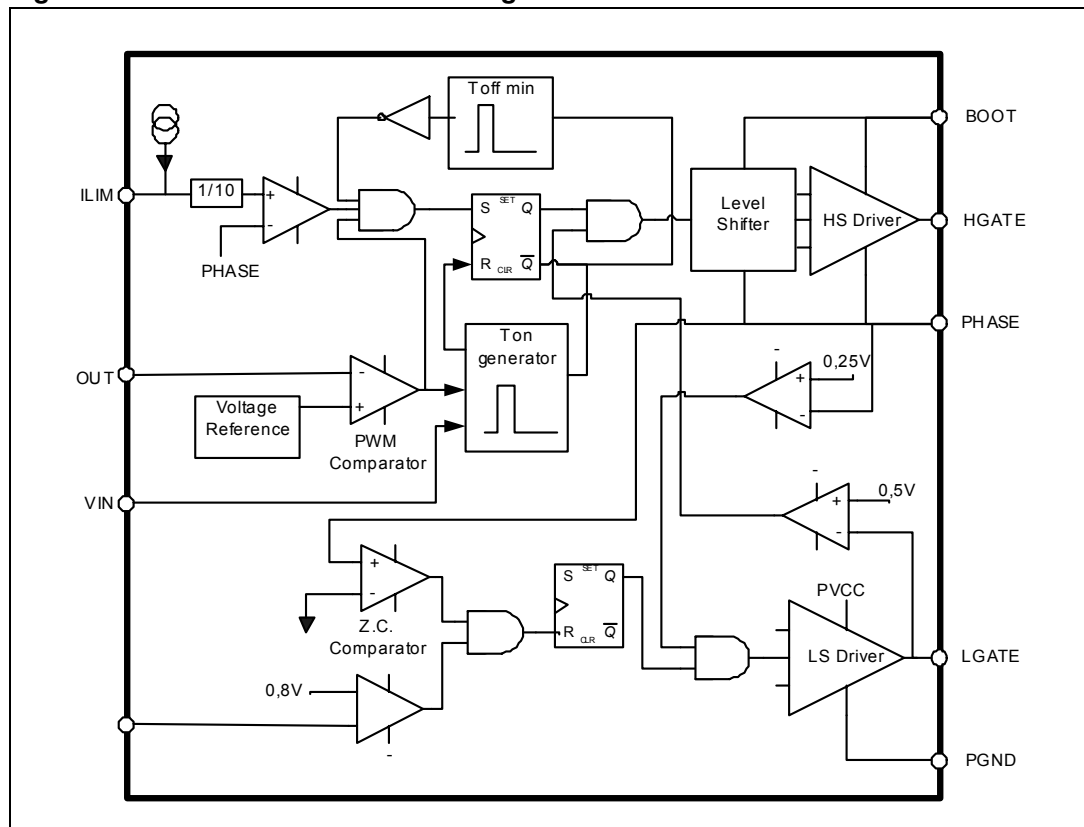 Toff min
BOOT
ILIM
1/10
+
-
PHASE
S SET Q
R CLR Q
Level
Shifter
HS Driver
HGATE
PHASE
Ton
generator
OUT
-
+
Voltage
Reference
PWM
Comparator
-
0,25V
+
-
VIN
-
0,5V
+
-
+
-
Z.C.
Comparator
S SET Q
R CLR Q
PVCC
LS Driver
LGATE
0,8V
-
PGND